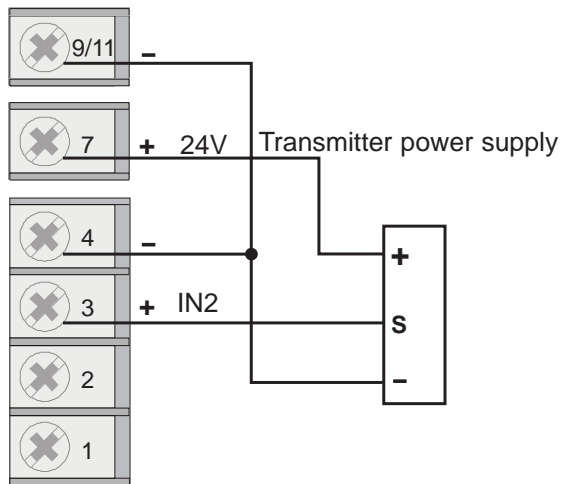 9/11 –
7 + 24V Transmitter power supply
4 –
+
3 + IN2
S
2
–
1